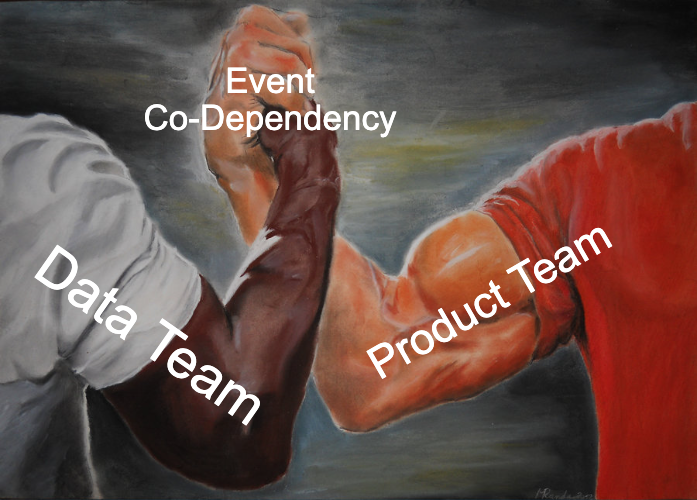 Event
Co-Dependency
Data Team
Product Team